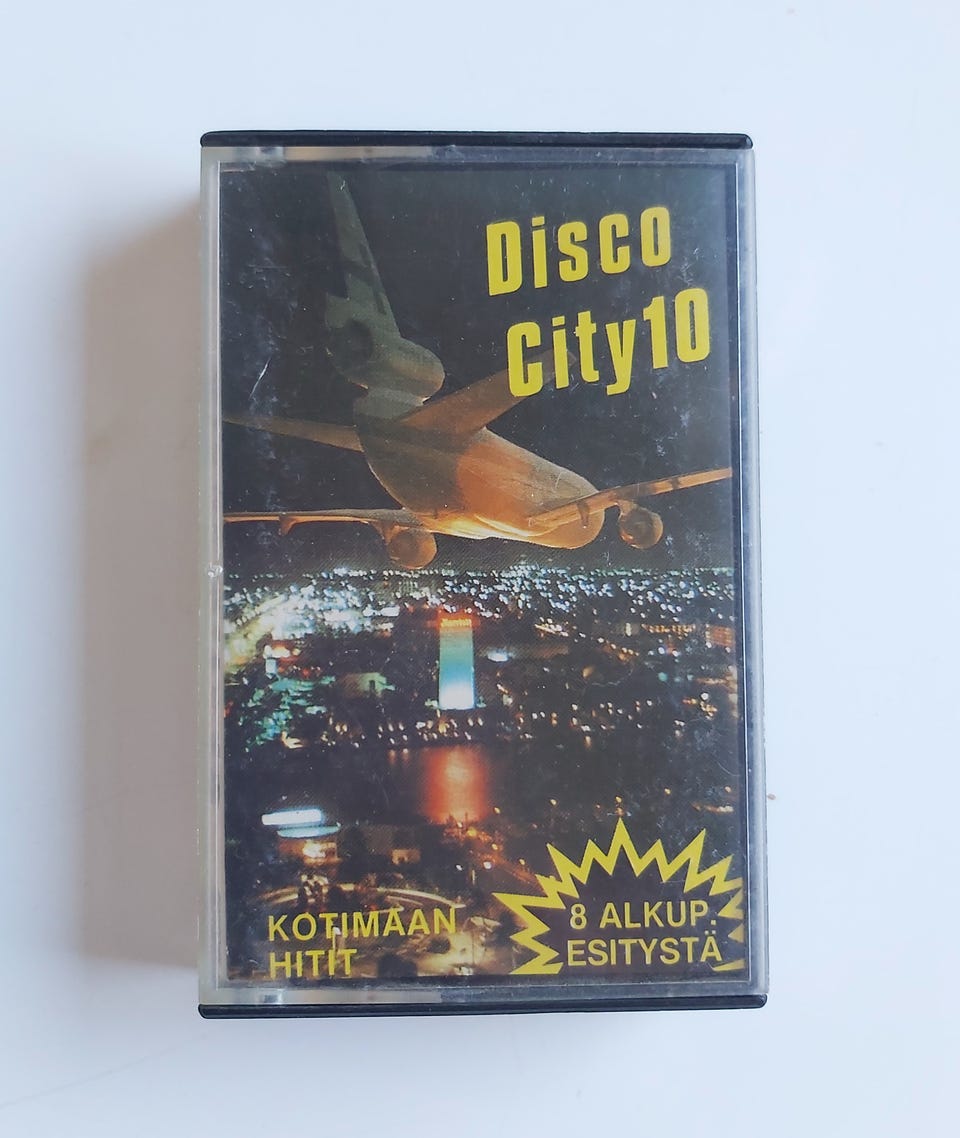 Disco
City10
KOTIMAAN
HITIT
8 ALKUP.
ESITYSTÄ